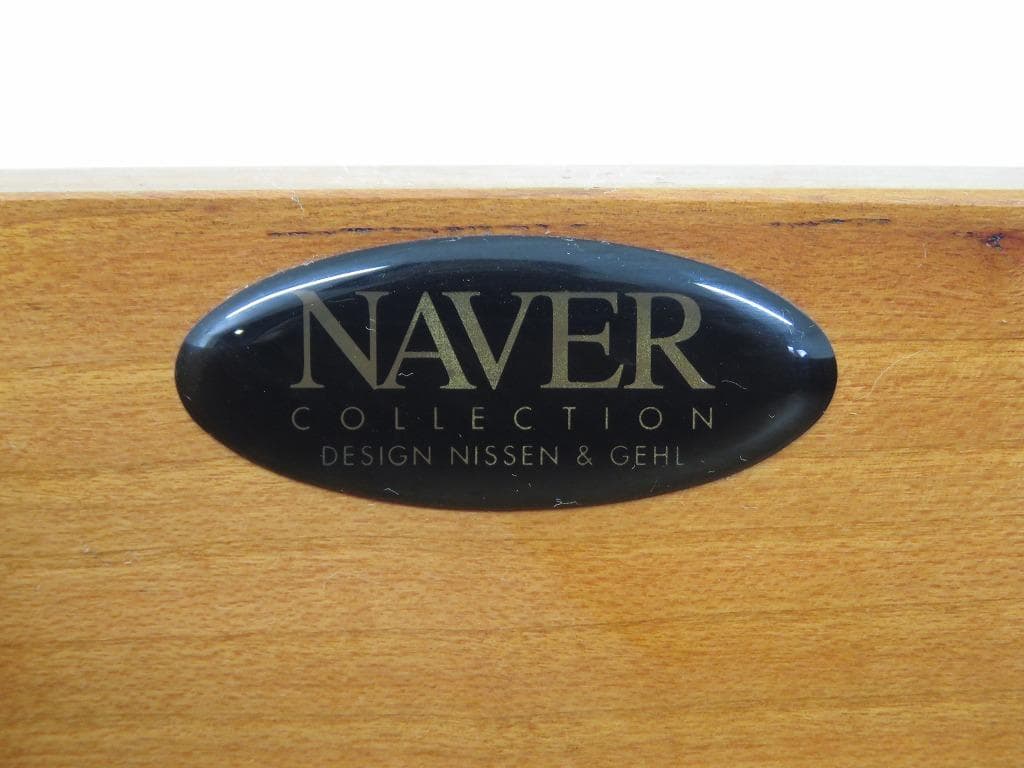 NAVER
COLLECTION
DESIGN NISSEN & GEHL